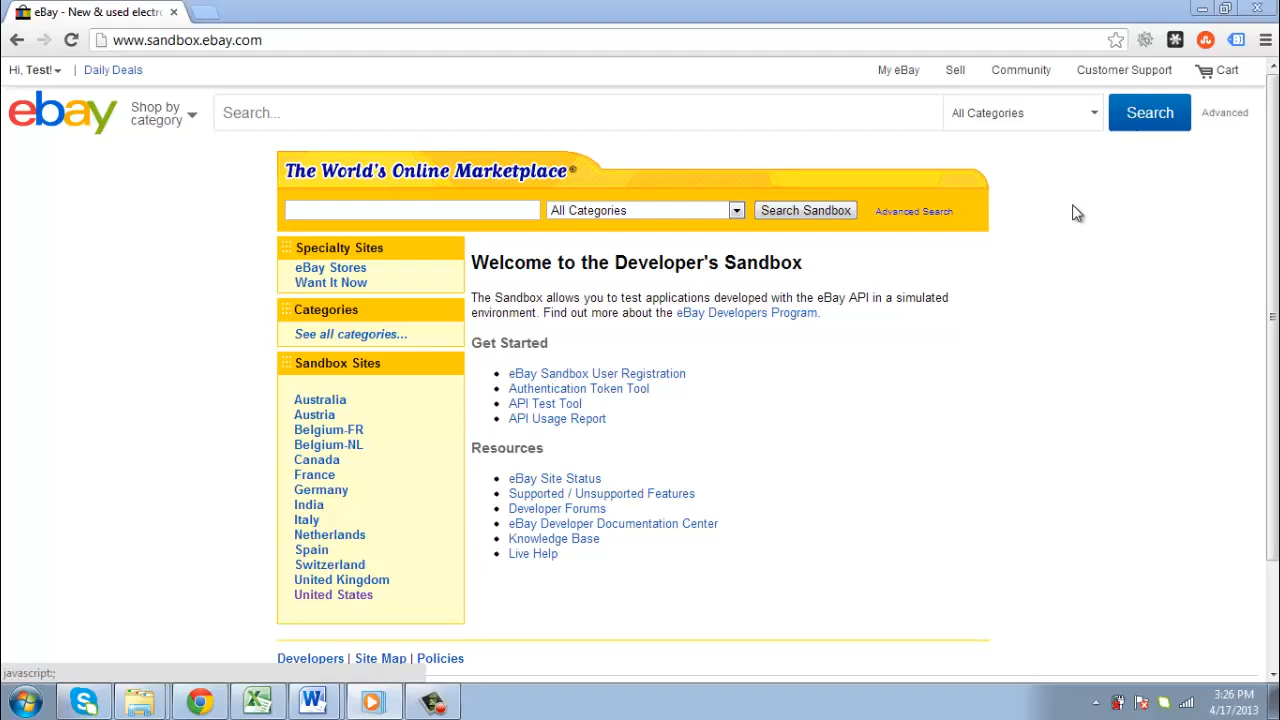 eBay - New & used electro
www.sandbox.ebay.com
Hi, Test! | Daily Deals
My eBay Sell Community Customer Support Cart
ebay
Shop by
category
Search...
All Categories
Search
Advanced
The World's Online Marketplace®
All Categories
Search Sandbox
Advanced Search
Specialty Sites
eBay Stores
Want It Now
Categories
See all categories...
Sandbox Sites
Australia
Austria
Belgium-FR
Belgium-NL
Canada
France
Germany
India
Italy
Netherlands
Spain
Switzerland
United Kingdom
United States
Welcome to the Developer's Sandbox
The Sandbox allows you to test applications developed with the eBay API in a simulated
environment. Find out more about the eBay Developers Program.
Get Started
eBay Sandbox User Registration
Authentication Token Tool
API Test Tool
API Usage Report
Resources
eBay Site Status
Supported / Unsupported Features
Developer Forums
eBay Developer Documentation Center
Knowledge Base
Live Help
Developers | Site Map | Policies
javascript:;
3:26 PM
4/17/2013